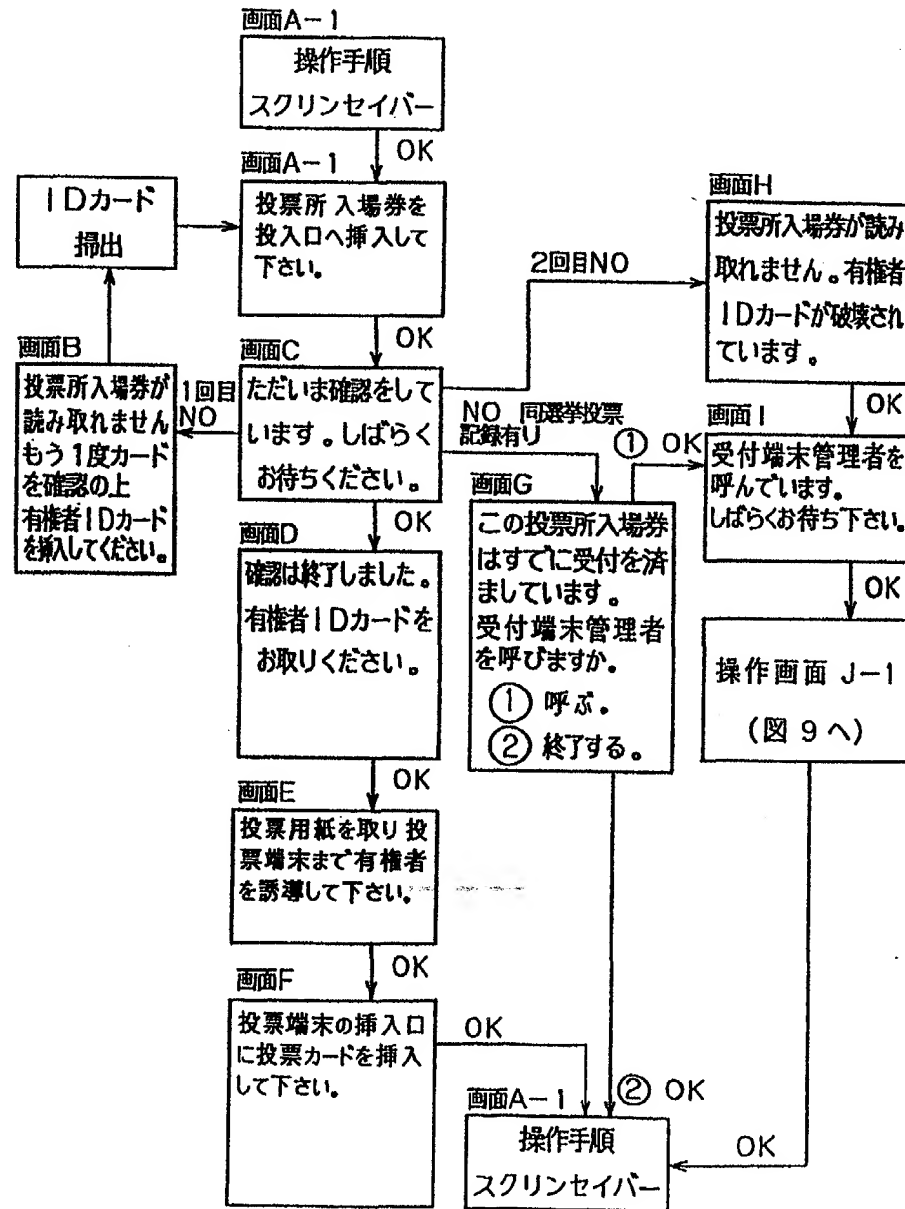 画面A-1
操作手順
スクリンセイバー
OK
画面A-1
投票所入場券を
投入口へ挿入して
下さい。
IDカード
掃出
OK
画面B
投票所入場券が
読み取れません
もう1度カード
を確認の上
有権者IDカード
を挿入してください。
1回目
NO
画面C
ただいま確認をして
います。しばらく
お待ちください。
2回目NO
画面H
投票所入場券が読み
取れません。有権者
IDカードが破壊され
ています。
OK
NO 同選挙投票
記録有り
① OK
画面I
受付端末管理者を
呼んでいます。
しばらくお待ち下さい。
OK
操作画面 J-1
(図 9 へ)
画面G
この投票所入場券
はすでに受付を済
ましています。
受付端末管理者
を呼びますか。
① 呼ぶ。
② 終了する。
OK
画面D
確認は終了しました。
有権者IDカードを
お取りください。
OK
画面E
投票用紙を取り投
票端末まで有権者
を誘導して下さい。
OK
画面F
投票端末の挿入口
に投票カードを挿入
して下さい。
OK
② OK
画面A-1
操作手順
スクリンセイバー
OK